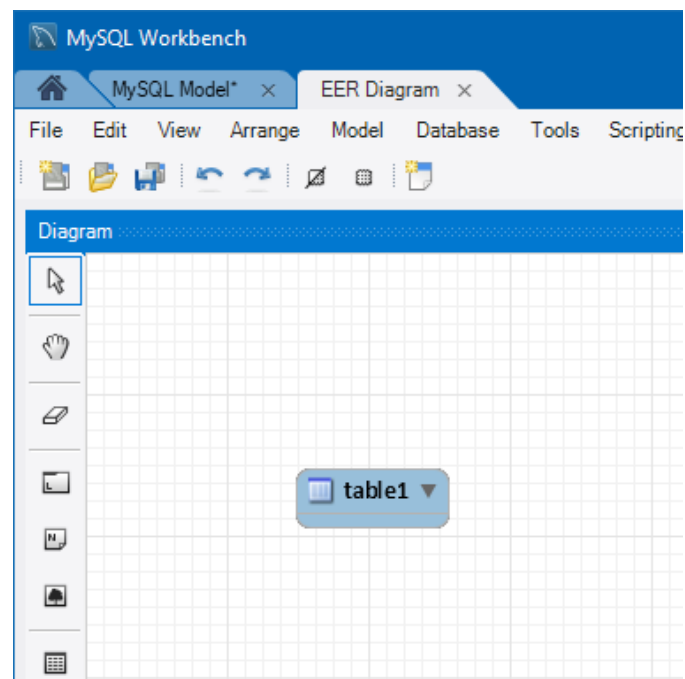 MySQL Workbench
MySQL Model* × EER Diagram ×
File Edit View Arrange Model Database Tools Scripting
Diagram
table1
N